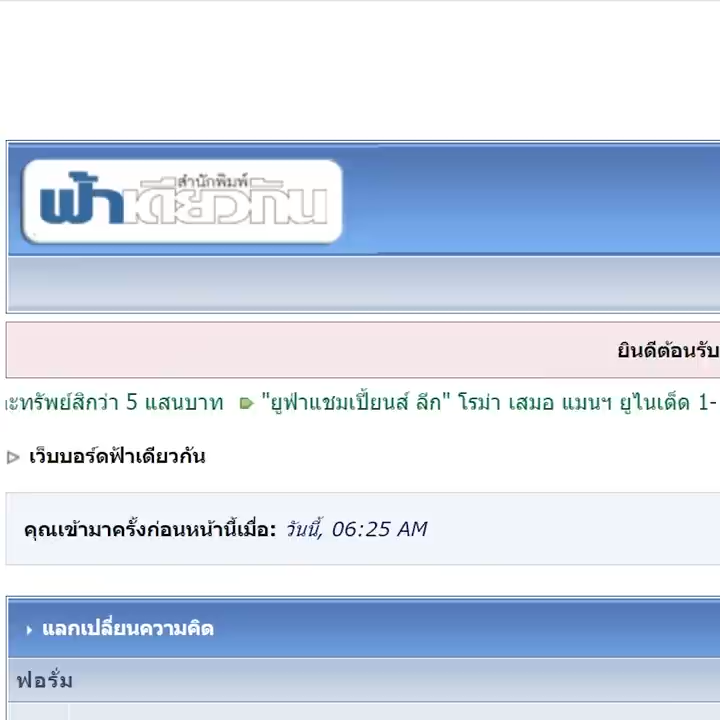 สำนักพิมพ์
ฟ้าเดียวกัน
ยินดีต้อนรับ
ะทรัพย์สิกว่า 5 แสนบาท "ยูฟ่าแชมเปี้ยนส์ ลีก" โรม่า เสมอ แมนฯ ยูไนเต็ด 1-
เว็บบอร์ดฟ้าเดียวกัน
คุณเข้ามาครั้งก่อนหน้านี้เมื่อ: วันนี้, 06:25 AM
แลกเปลี่ยนความคิด
ฟอรั่ม